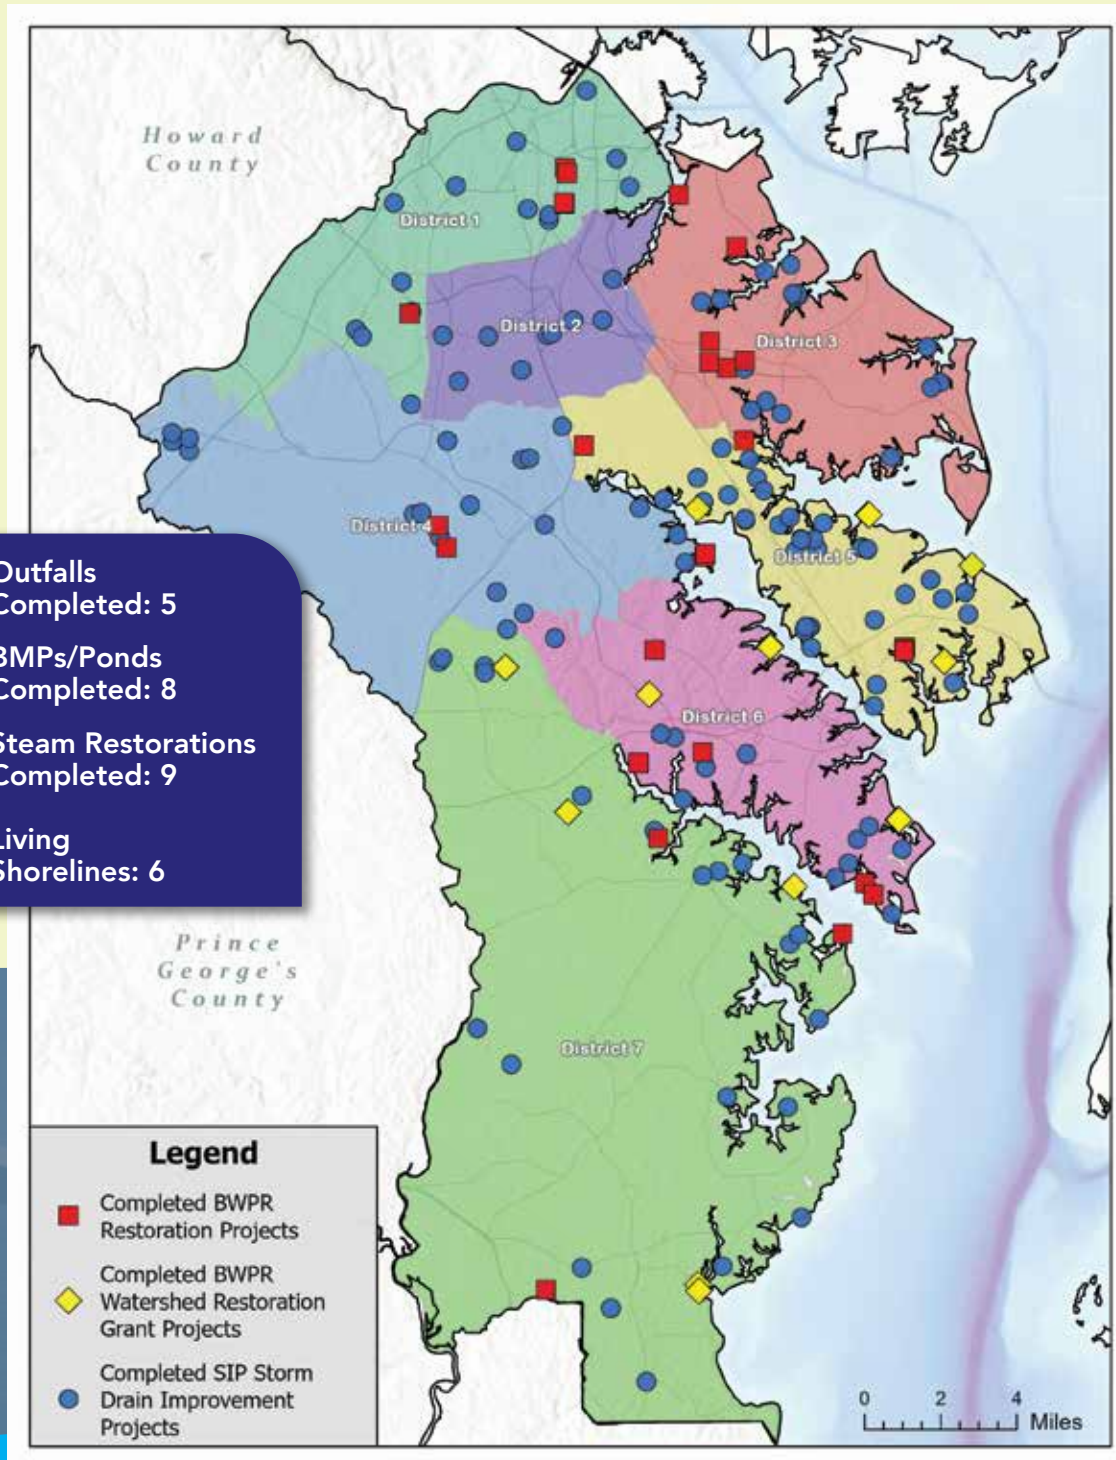 Howard
County
District 1
District 2
District 3
District 4
District 5
District 6
District 7
Outfalls
Completed: 5
BMPs/Ponds
Completed: 8
Steam Restorations
Completed: 9
Living
Shorelines: 6
Prince
George's
County
Legend
Completed BWPR
Restoration Projects
Completed BWPR
Watershed Restoration
Grant Projects
Completed SIP Storm
Drain Improvement
Projects
0 2 4
Miles